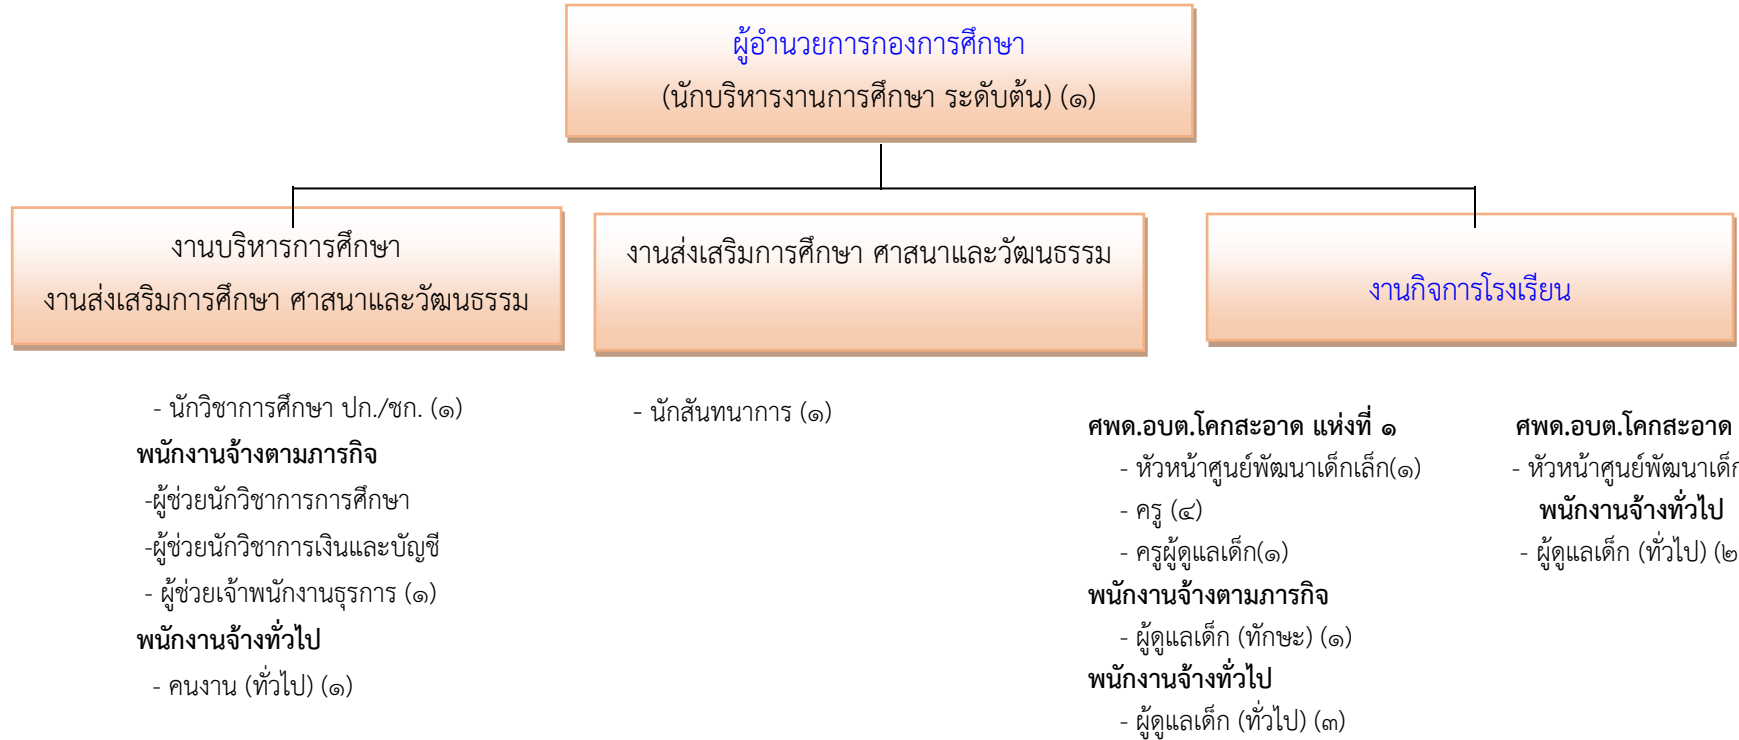 ผู้อำนวยการกองการศึกษา
(นักบริหารงานการศึกษา ระดับต้น) (๑)
งานบริหารการศึกษา
งานส่งเสริมการศึกษา ศาสนาและวัฒนธรรม
งานส่งเสริมการศึกษา ศาสนาและวัฒนธรรม
งานกิจการโรงเรียน
- นักวิชาการศึกษา ปก./ชก. (๑)
พนักงานจ้างตามภารกิจ
-ผู้ช่วยนักวิชาการการศึกษา
-ผู้ช่วยนักวิชาการเงินและบัญชี
- ผู้ช่วยเจ้าพนักงานธุรการ (๑)
พนักงานจ้างทั่วไป
- คนงาน (ทั่วไป) (๑)
- นักสันทนาการ (๑)
ศพด.อบต.โคกสะอาด แห่งที่ ๑
- หัวหน้าศูนย์พัฒนาเด็กเล็ก(๑)
- ครู (๔)
- ครูผู้ดูแลเด็ก(๑)
พนักงานจ้างตามภารกิจ
- ผู้ดูแลเด็ก (ทักษะ) (๑)
พนักงานจ้างทั่วไป
- ผู้ดูแลเด็ก (ทั่วไป) (๓)
ศพด.อบต.โคกสะอาด
- หัวหน้าศูนย์พัฒนาเด็ก
พนักงานจ้างทั่วไป
- ผู้ดูแลเด็ก (ทั่วไป) (๒